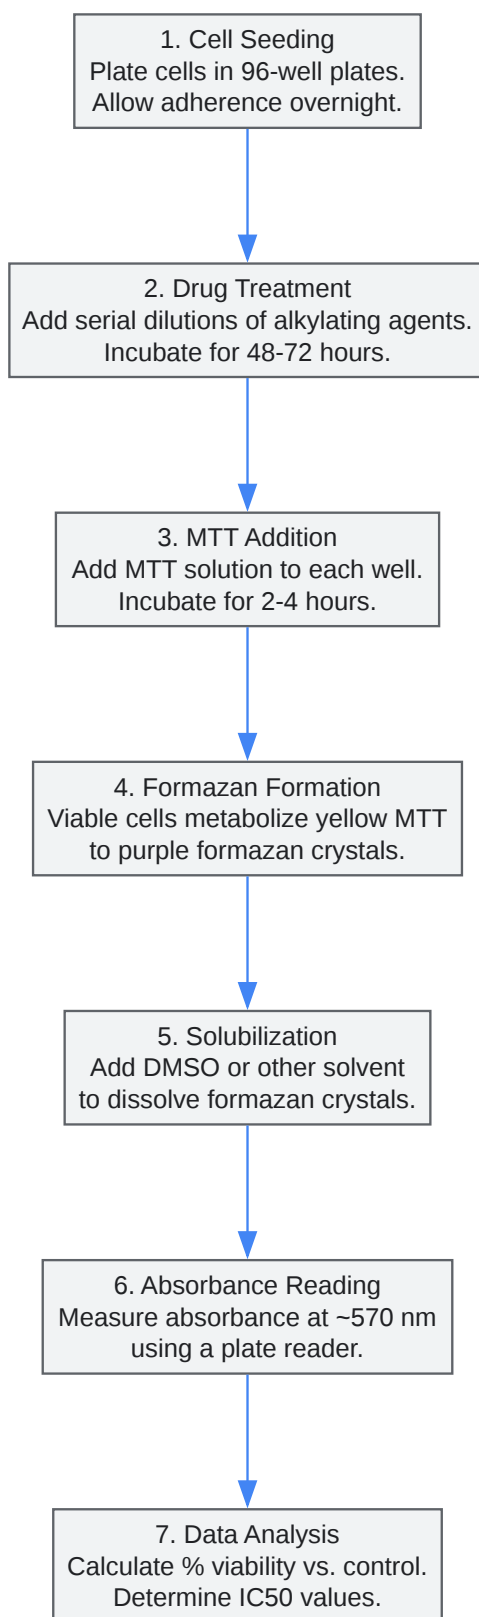 1. Cell Seeding
Plate cells in 96-well plates.
Allow adherence overnight.
2. Drug Treatment
Add serial dilutions of alkylating agents.
Incubate for 48-72 hours.
3. MTT Addition
Add MTT solution to each well.
Incubate for 2-4 hours.
4. Formazan Formation
Viable cells metabolize yellow MTT
to purple formazan crystals.
5. Solubilization
Add DMSO or other solvent
to dissolve formazan crystals.
6. Absorbance Reading
Measure absorbance at ~570 nm
using a plate reader.
7. Data Analysis
Calculate % viability vs. control.
Determine IC50 values.